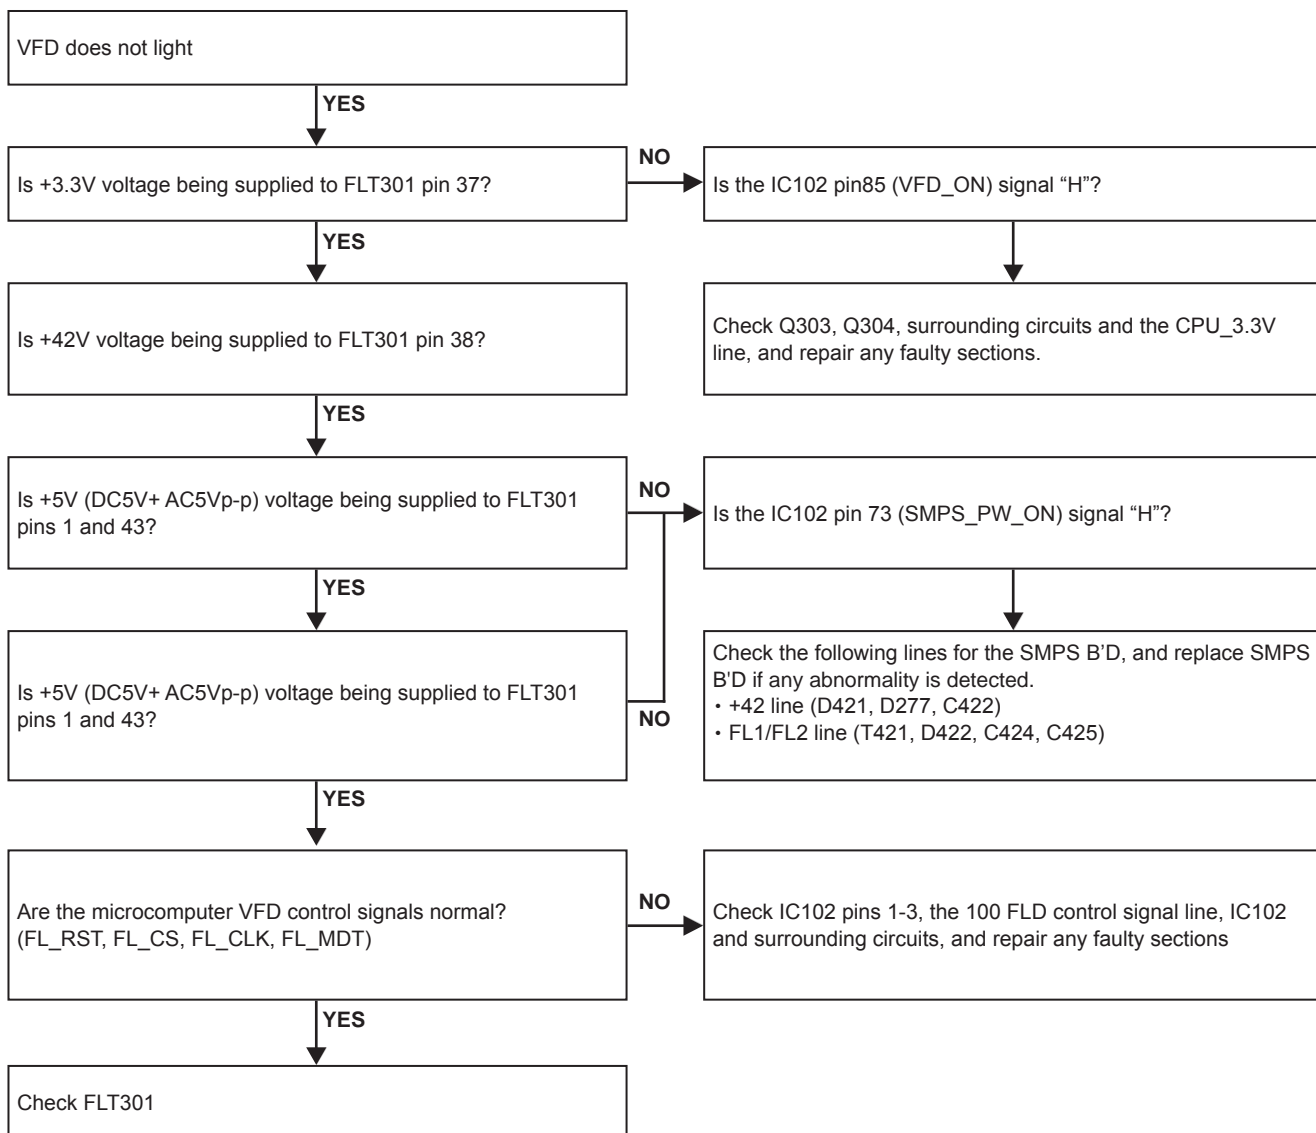 VFD does not light
YES
Is +3.3V voltage being supplied to FLT301 pin 37?
NO
Is the IC102 pin85 (VFD_ON) signal “H”?
YES
Is +42V voltage being supplied to FLT301 pin 38?
Check Q303, Q304, surrounding circuits and the CPU_3.3V
line, and repair any faulty sections.
YES
Is +5V (DC5V+ AC5Vp-p) voltage being supplied to FLT301
pins 1 and 43?
NO
Is the IC102 pin 73 (SMPS_PW_ON) signal “H”?
YES
Is +5V (DC5V+ AC5Vp-p) voltage being supplied to FLT301
pins 1 and 43?
NO
Check the following lines for the SMPS B’D, and replace SMPS
B'D if any abnormality is detected.
・+42 line (D421, D277, C422)
・FL1/FL2 line (T421, D422, C424, C425)
YES
Are the microcomputer VFD control signals normal?
(FL_RST, FL_CS, FL_CLK, FL_MDT)
NO
Check IC102 pins 1-3, the 100 FLD control signal line, IC102
and surrounding circuits, and repair any faulty sections
YES
Check FLT301